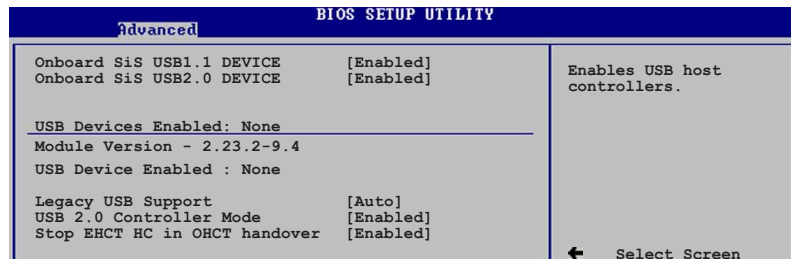 BIOS SETUP UTILITY
Advanced
Onboard SiS USB1.1 DEVICE [Enabled]
Onboard SiS USB2.0 DEVICE [Enabled]
USB Devices Enabled: None
Module Version - 2.23.2-9.4
USB Device Enabled : None
Legacy USB Support [Auto]
USB 2.0 Controller Mode [Enabled]
Stop EHCT HC in OHCT handover [Enabled]
Enables USB host
controllers.
← Select Screen